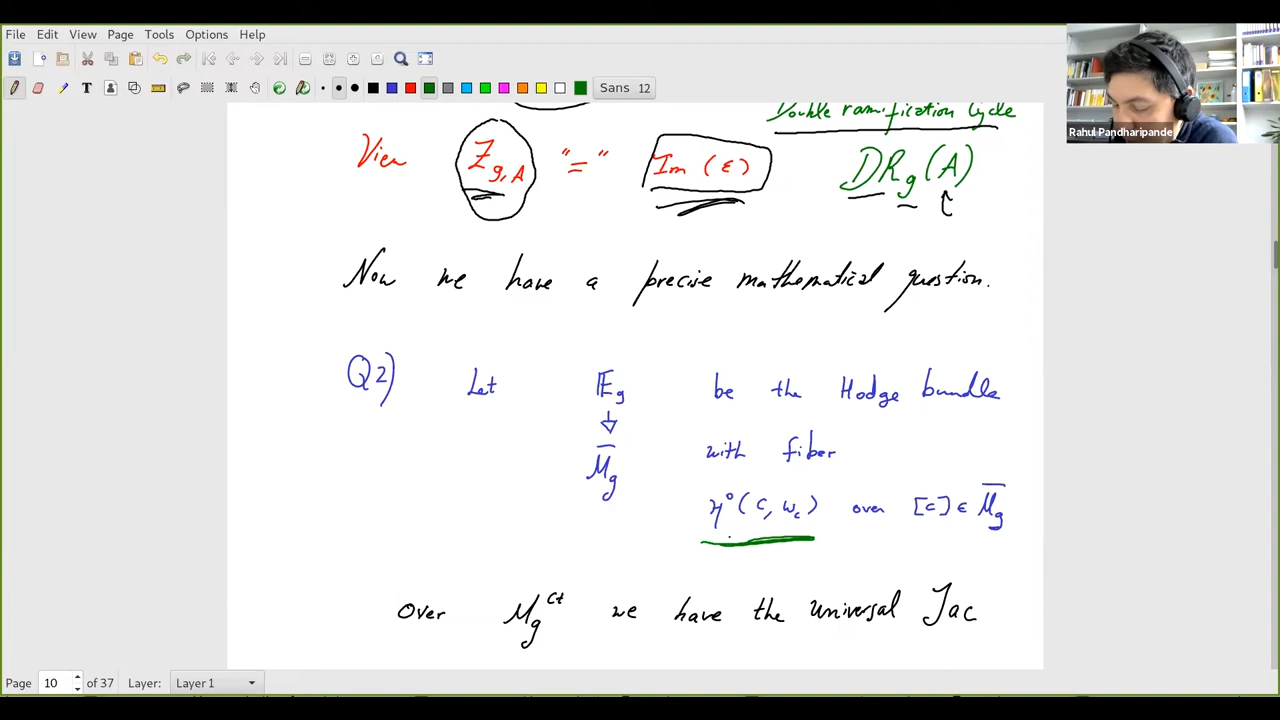 File Edit View Page Tools Options Help
Sans 12
Rahul Pandharipande
Double ramification Cycle
View Z_{g,A} "=" Im (ε) DR_g(A)
Now we have a precise mathematical question.
Q2) Let 𝔼_g be the Hodge bundle
↓
M̄_g with fiber
H⁰(C, ω_C) over [C] ∈ M̄_g
Over M_g^{ct} we have the universal Jac
Page 10 of 37 Layer: Layer 1